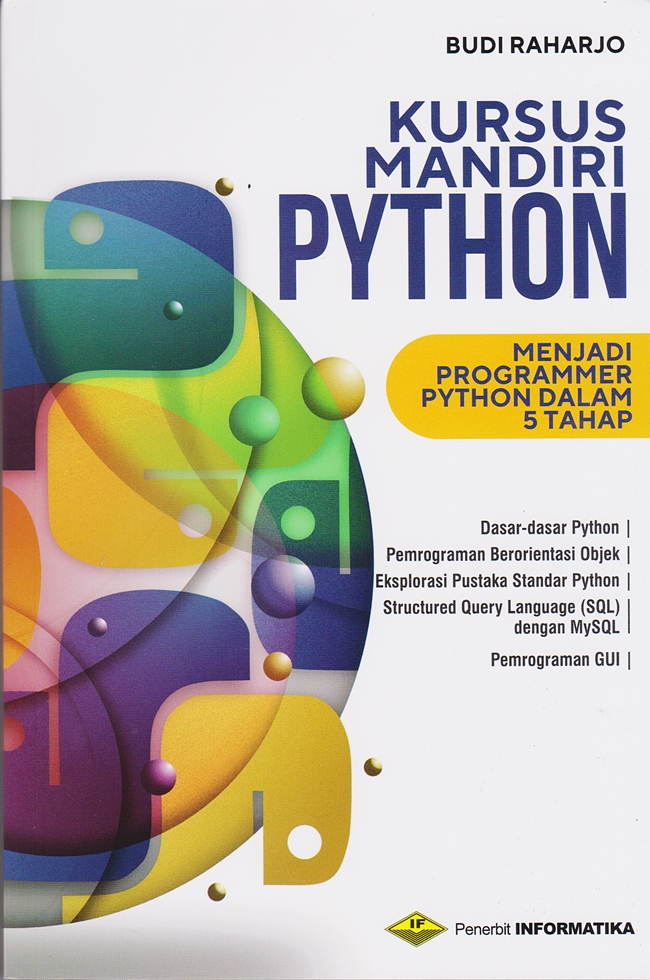 BUDI RAHARJO
KURSUS
MANDIRI
PYTHON
MENJADI
PROGRAMMER
PYTHON DALAM
5 TAHAP
Dasar-dasar Python |
Pemrograman Berorientasi Objek |
Eksplorasi Pustaka Standar Python |
Structured Query Language (SQL) |
dengan MySQL
Pemrograman GUI |
IF
Penerbit INFORMATIKA